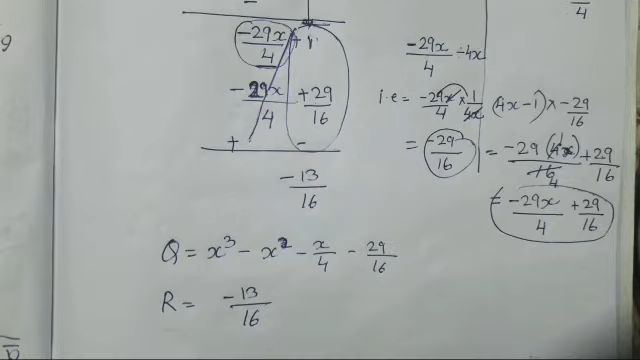 -29x/4 + 1
-29x/4 + 29/16
+ -
-13/16
Q = x³ - x² - x/4 - 29/16
R = -13/16
-29x/4 ÷ 4x
i.e = -29x/4 × 1/4x
= -29/16
(4x-1) × -29/16
= -29(4x)/16 + 29/16
4
= -29x/4 + 29/16
4